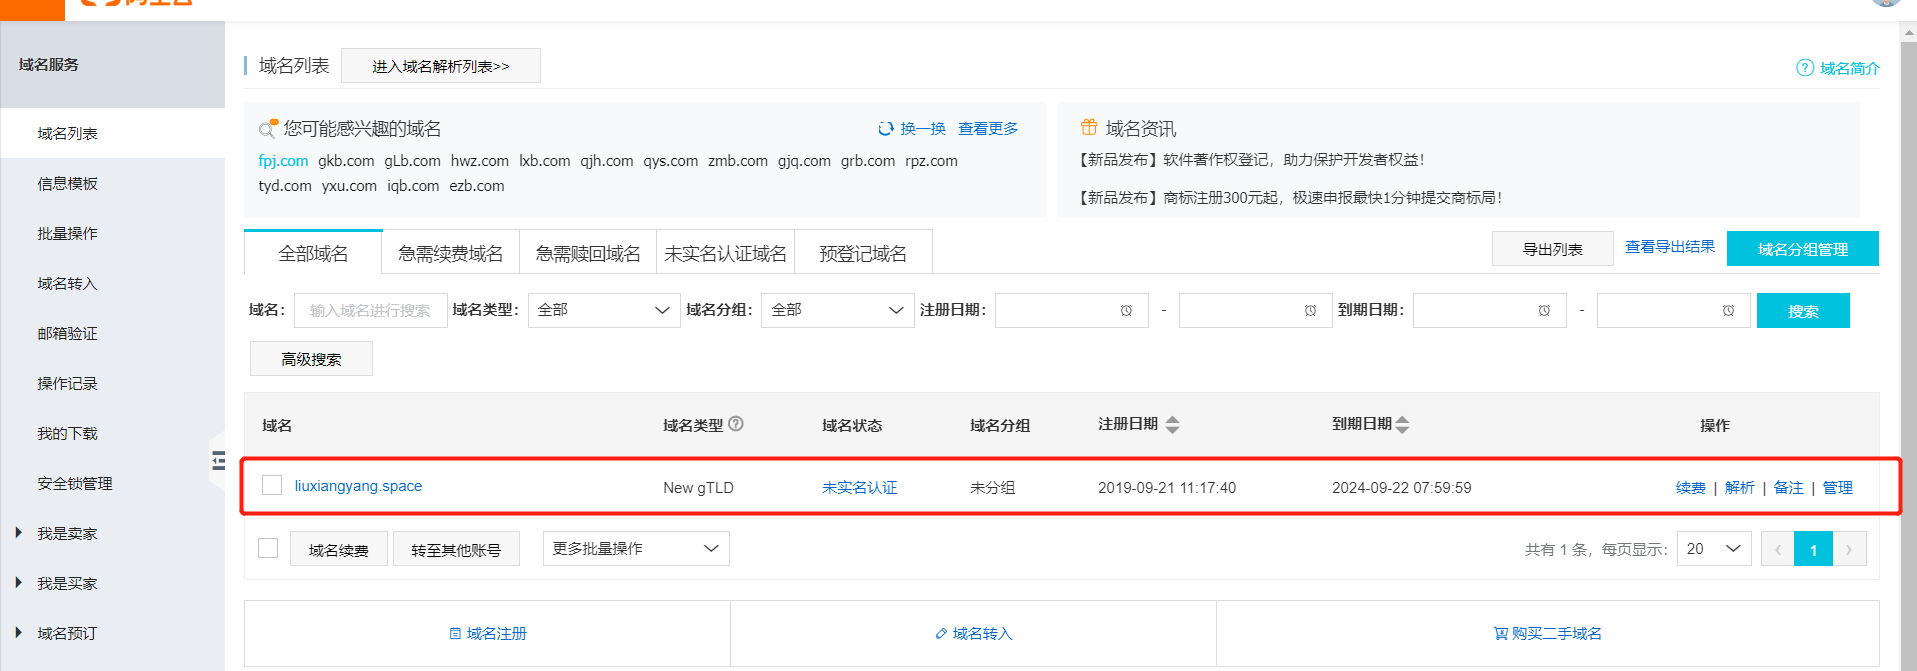 域名服务
域名列表
信息模板
批量操作
域名转入
邮箱验证
操作记录
我的下载
安全锁管理
我是卖家
我是买家
域名预订
域名列表 进入域名解析列表>> 域名简介
您可能感兴趣的域名 换一换 查看更多
fpj.com gkb.com gLb.com hwz.com lxb.com qjh.com qys.com zmb.com gjq.com grb.com rpz.com
tyd.com yxu.com iqb.com ezb.com
域名资讯
【新品发布】软件著作权登记，助力保护开发者权益！
【新品发布】商标注册300元起，极速申报最快1分钟提交商标局！
全部域名 急需续费域名 急需赎回域名 未实名认证域名 预登记域名 导出列表 查看导出结果 域名分组管理
域名： 输入域名进行搜索 域名类型： 全部 域名分组： 全部 注册日期： - 到期日期： - 搜索
高级搜索
域名 域名类型 域名状态 域名分组 注册日期 到期日期 操作
liuxiangyang.space New gTLD 未实名认证 未分组 2019-09-21 11:17:40 2024-09-22 07:59:59 续费 | 解析 | 备注 | 管理
域名续费 转至其他账号 更多批量操作 共有 1 条，每页显示： 20 ‹ 1 ›
域名注册 域名转入 购买二手域名